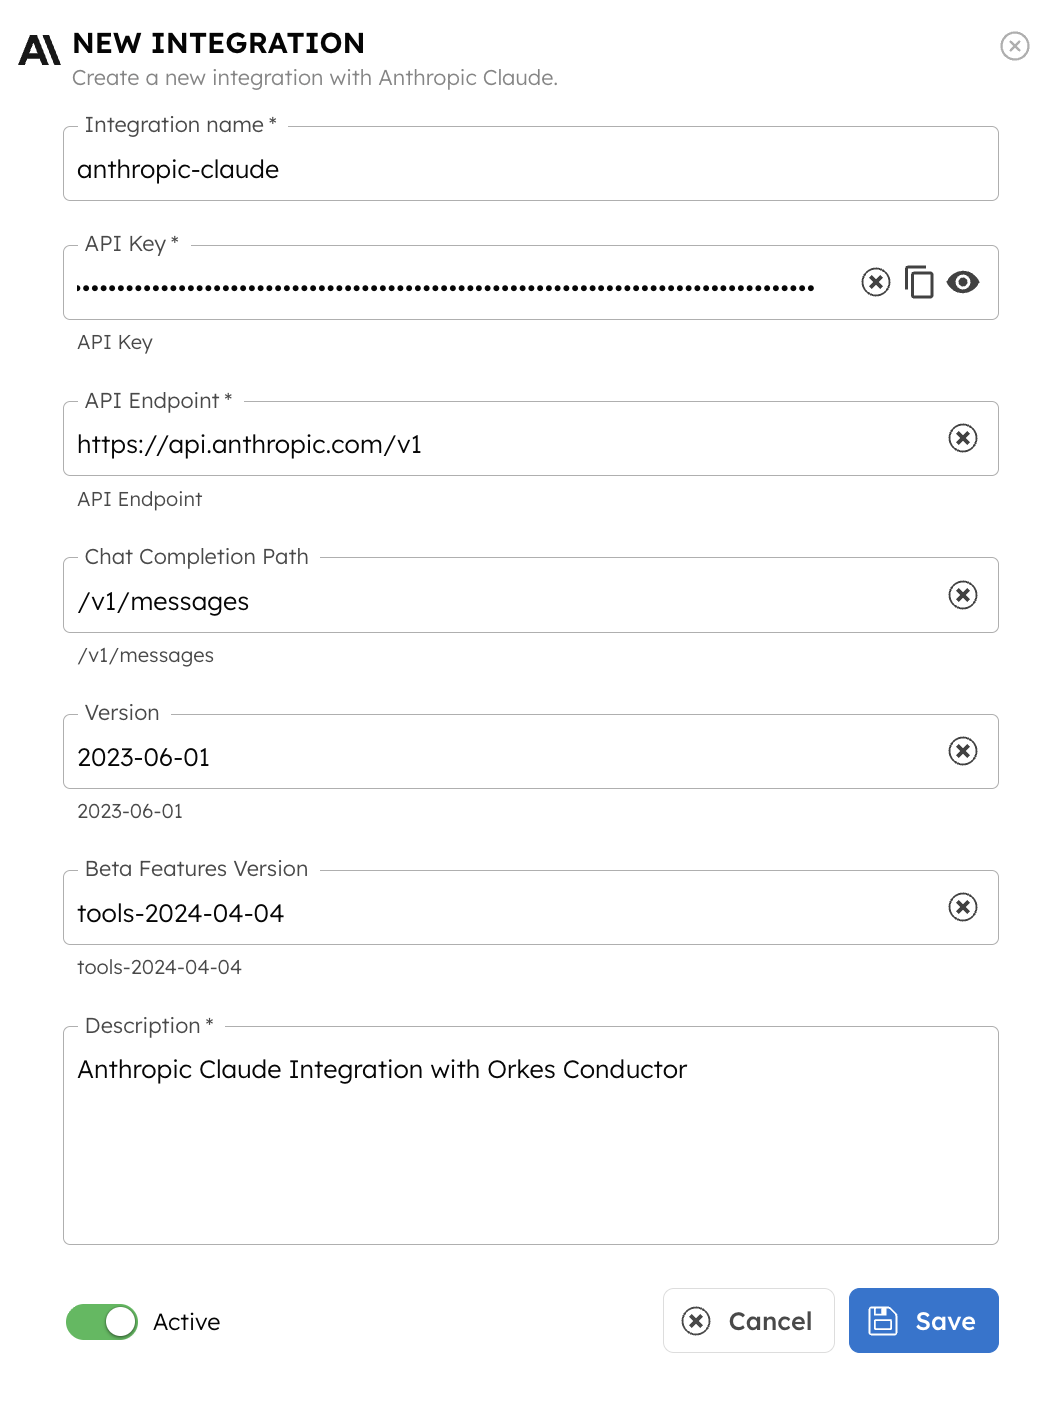 NEW INTEGRATION
Create a new integration with Anthropic Claude.
Integration name *
anthropic-claude
API Key *
API Key
API Endpoint *
https://api.anthropic.com/v1
API Endpoint
Chat Completion Path
/v1/messages
/v1/messages
Version
2023-06-01
2023-06-01
Beta Features Version
tools-2024-04-04
tools-2024-04-04
Description *
Anthropic Claude Integration with Orkes Conductor
Active
Cancel
Save